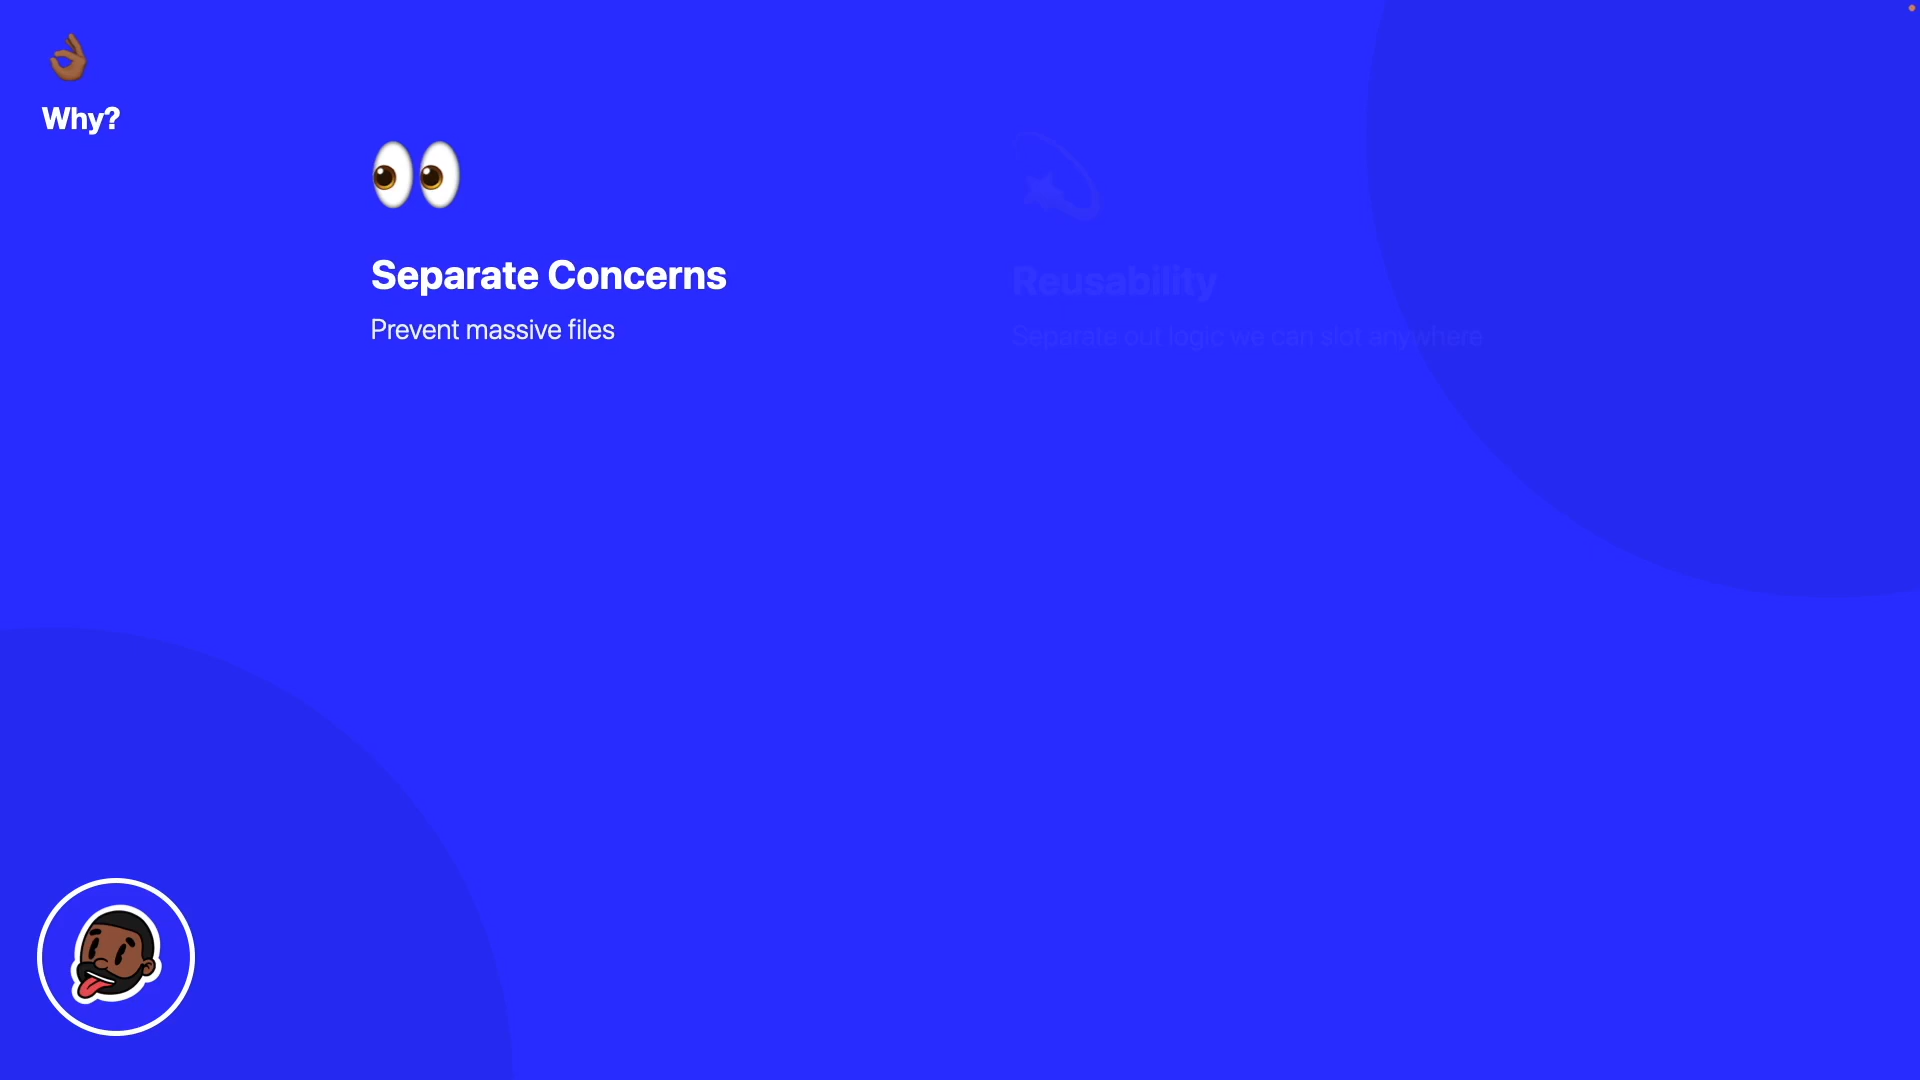 Why?
Separate Concerns
Prevent massive files
Reusability
Separate out logic we can slot anywhere